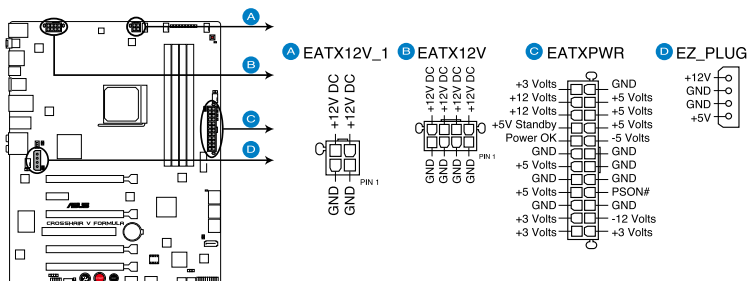 A
B
C
D
/ISUS
CROSSHAIR V FORMULA
A EATX12V_1
+12V DC
+12V DC
GND
GND
PIN 1
B EATX12V
+12V DC
+12V DC
+12V DC
+12V DC
GND
GND
GND
GND
PIN 1
C EATXPWR
+3 Volts GND
+12 Volts +5 Volts
+12 Volts +5 Volts
+5V Standby +5 Volts
Power OK -5 Volts
GND GND
+5 Volts GND
GND GND
+5 Volts PSON#
GND GND
+3 Volts -12 Volts
+3 Volts +3 Volts
D EZ_PLUG
+12V
GND
GND
+5V